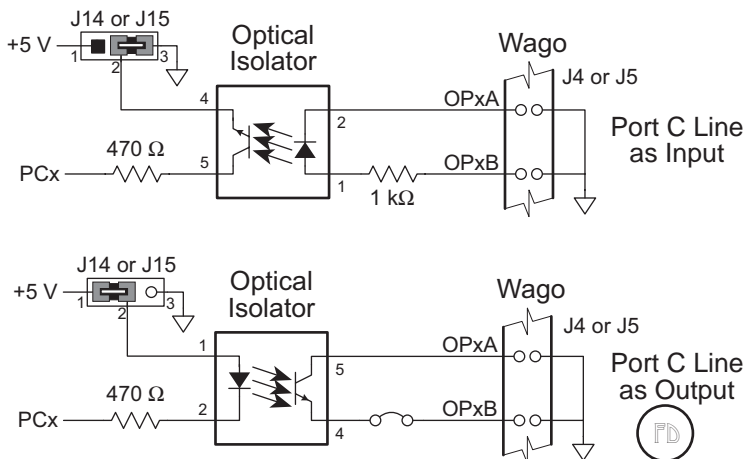 J14 or J15
+5 V
1
2
3
Optical
Isolator
Wago
J4 or J5
4
2
OPxA
Port C Line
as Input
470 Ω
PCx
5
1
1 kΩ
OPxB
J14 or J15
+5 V
1
2
3
Optical
Isolator
Wago
J4 or J5
1
5
OPxA
Port C Line
as Output
470 Ω
PCx
2
4
OPxB
FD